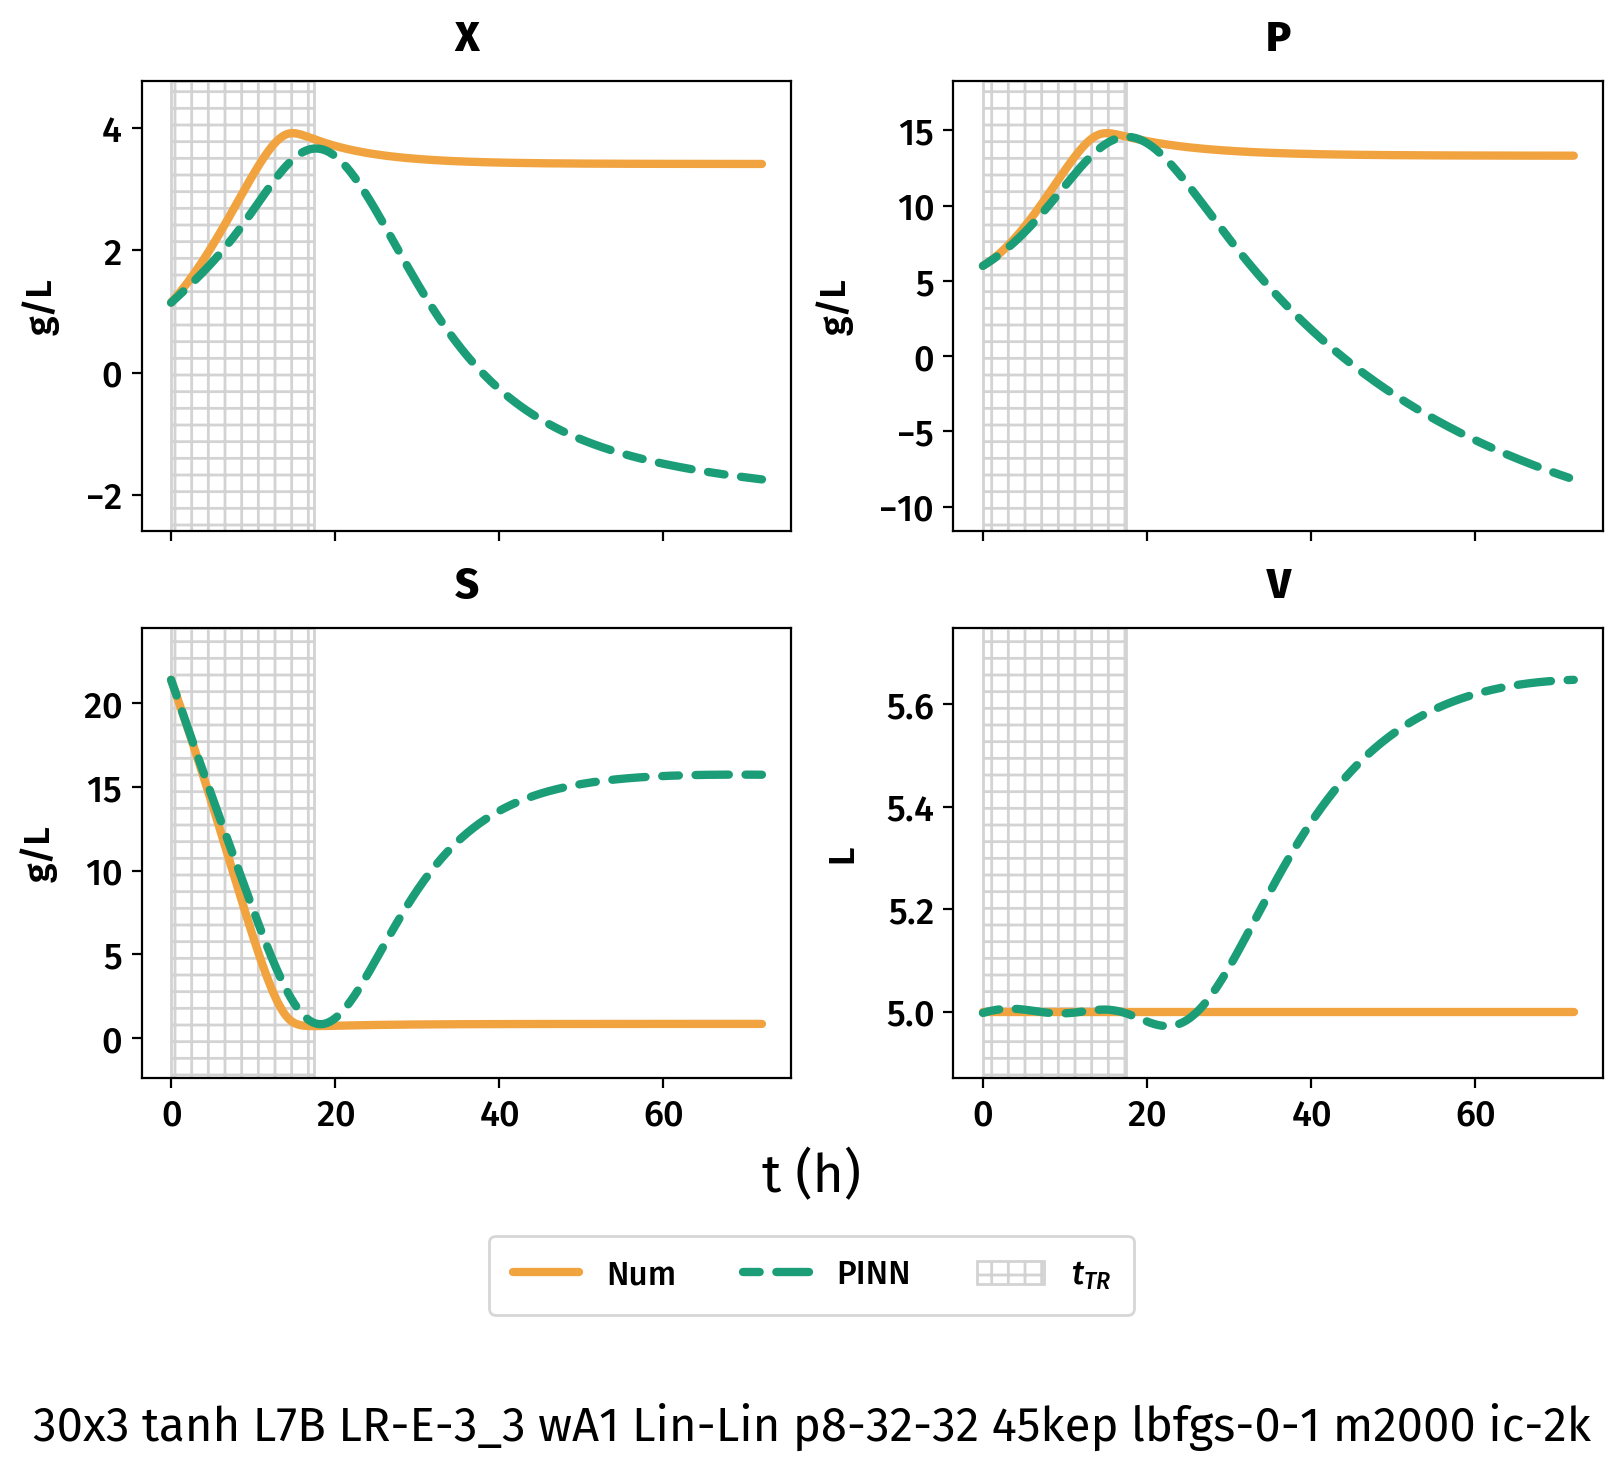 X
P
4
2
0
−2
g/L
15
10
5
0
−5
−10
g/L
S
V
20
15
10
5
0
g/L
5.6
5.4
5.2
5.0
L
0 20 40 60
0 20 40 60
t (h)
Num PINN tTR
30x3 tanh L7B LR-E-3_3 wA1 Lin-Lin p8-32-32 45kep lbfgs-0-1 m2000 ic-2k